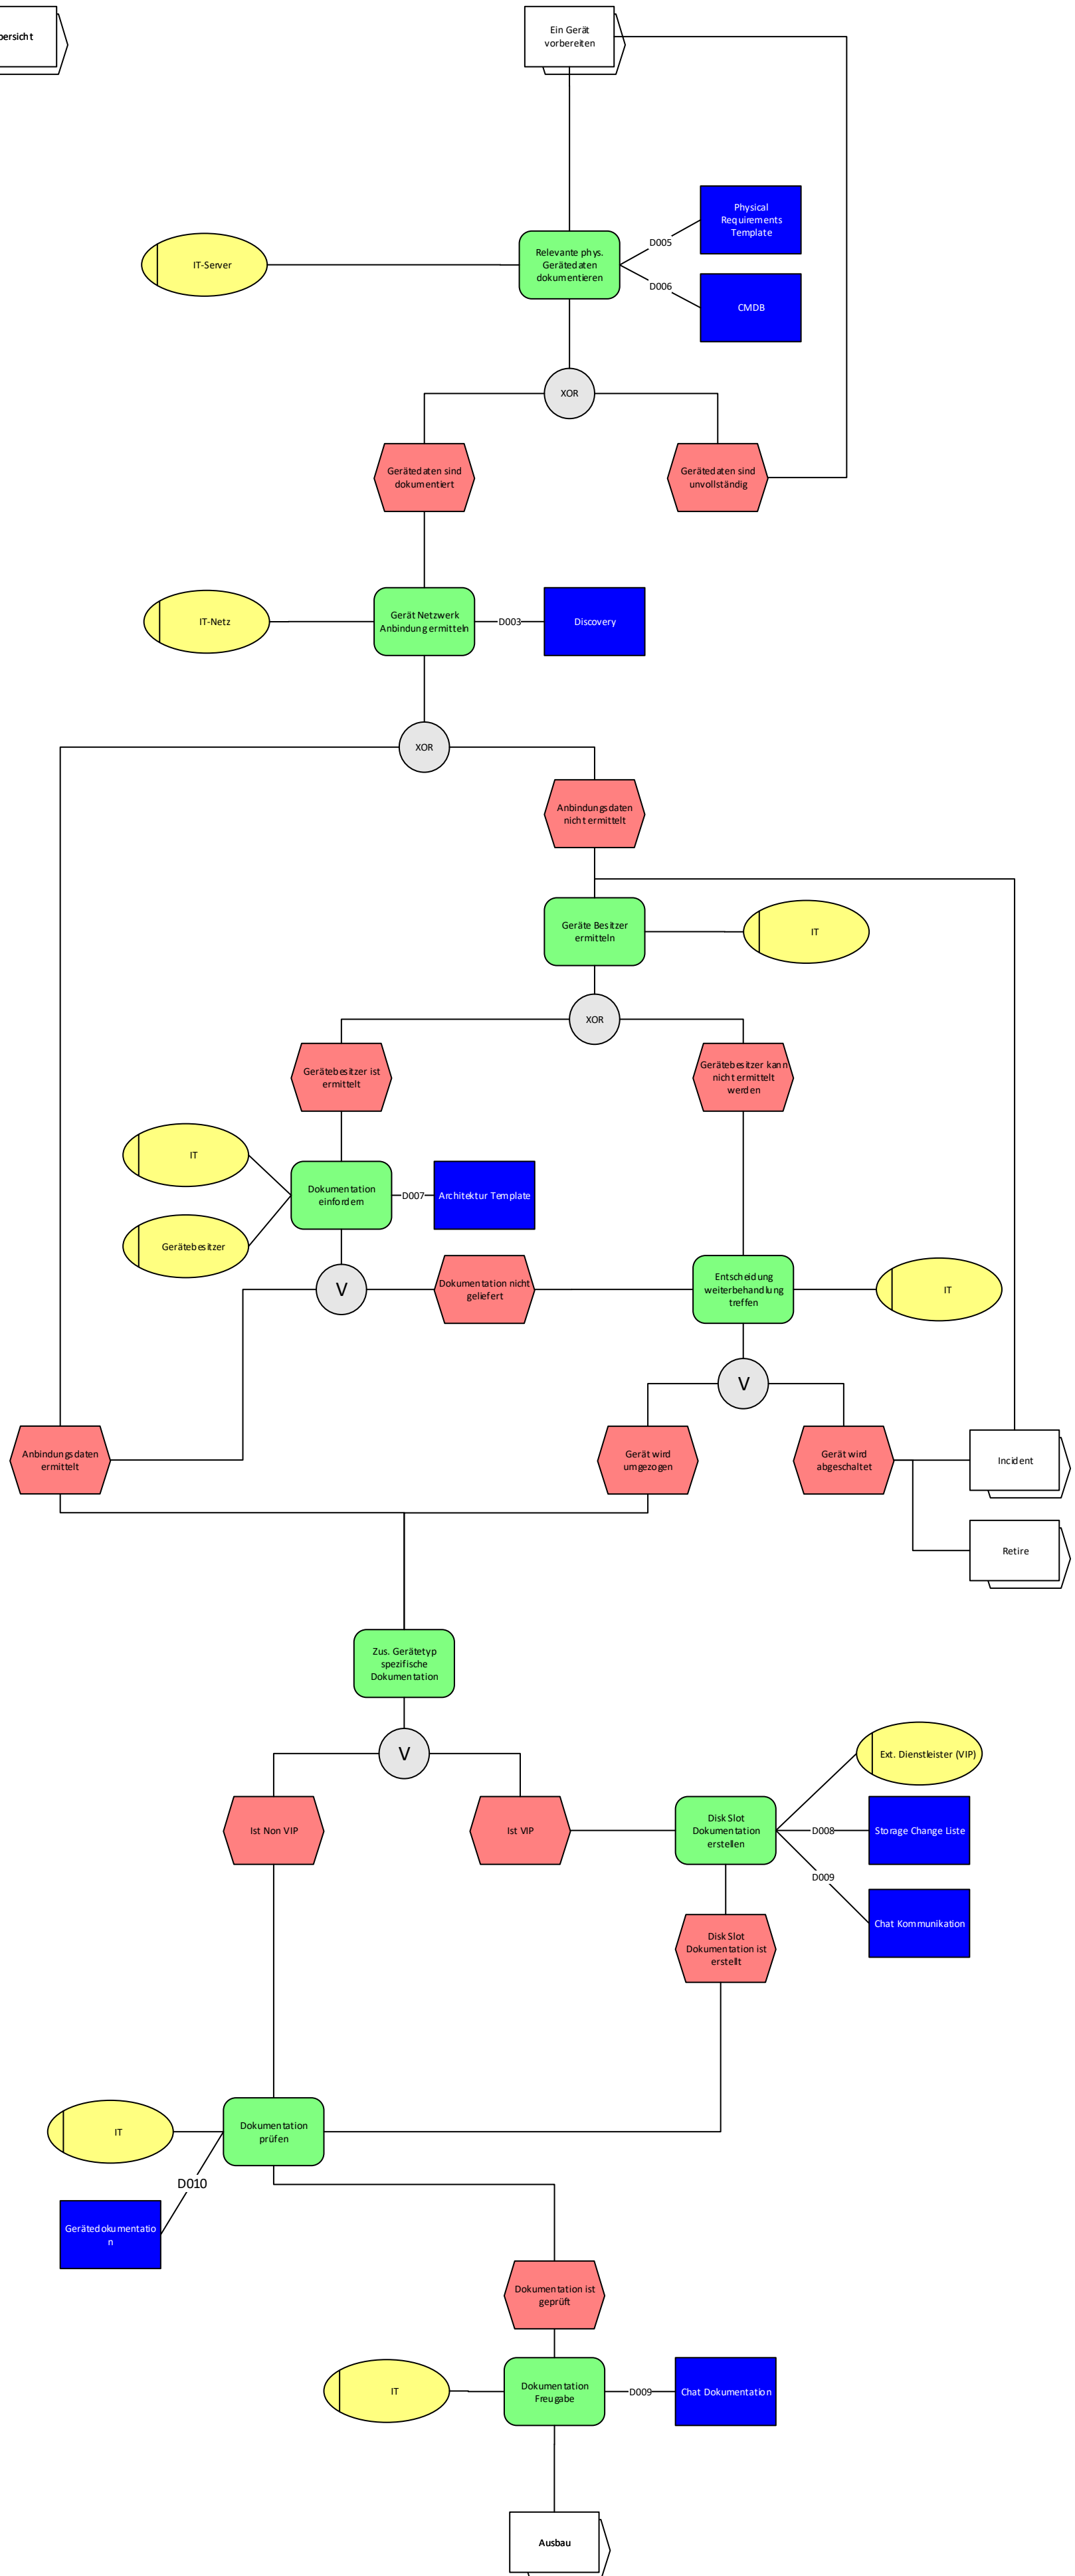 bersicht
Ein Gerät
vorbereiten
Physical
Requirements
Template
D005
IT-Server
Relevante phys.
Gerätedaten
dokumentieren
D006
CMDB
XOR
Gerätedaten sind
dokumentiert
Gerätedaten sind
unvollständig
IT-Netz
Gerät Netzwerk
Anbindung ermitteln
D003
Discovery
XOR
Anbindungsdaten
nicht ermittelt
Geräte Besitzer
ermitteln
IT
XOR
Gerätebesitzer ist
ermittelt
Gerätebesitzer kann
nicht ermittelt
werden
IT
Dokumentation
einfordern
D007
Architektur Template
Gerätebesitzer
V
Dokumentation nicht
geliefert
Entscheidung
weiterbehandlung
treffen
IT
V
Anbindungsdaten
ermittelt
Gerät wird
umgezogen
Gerät wird
abgeschaltet
Incident
Retire
Zus. Gerätetyp
spezifische
Dokumentation
V
Ext. Dienstleister (VIP)
Ist Non VIP
Ist VIP
Disk Slot
Dokumentation
erstellen
D008
Storage Change Liste
D009
Chat Kommunikation
Disk Slot
Dokumentation ist
erstellt
IT
Dokumentation
prüfen
D010
Gerätedokumentatio
n
Dokumentation ist
geprüft
IT
Dokumentation
Freugabe
D009
Chat Dokumentation
Ausbau